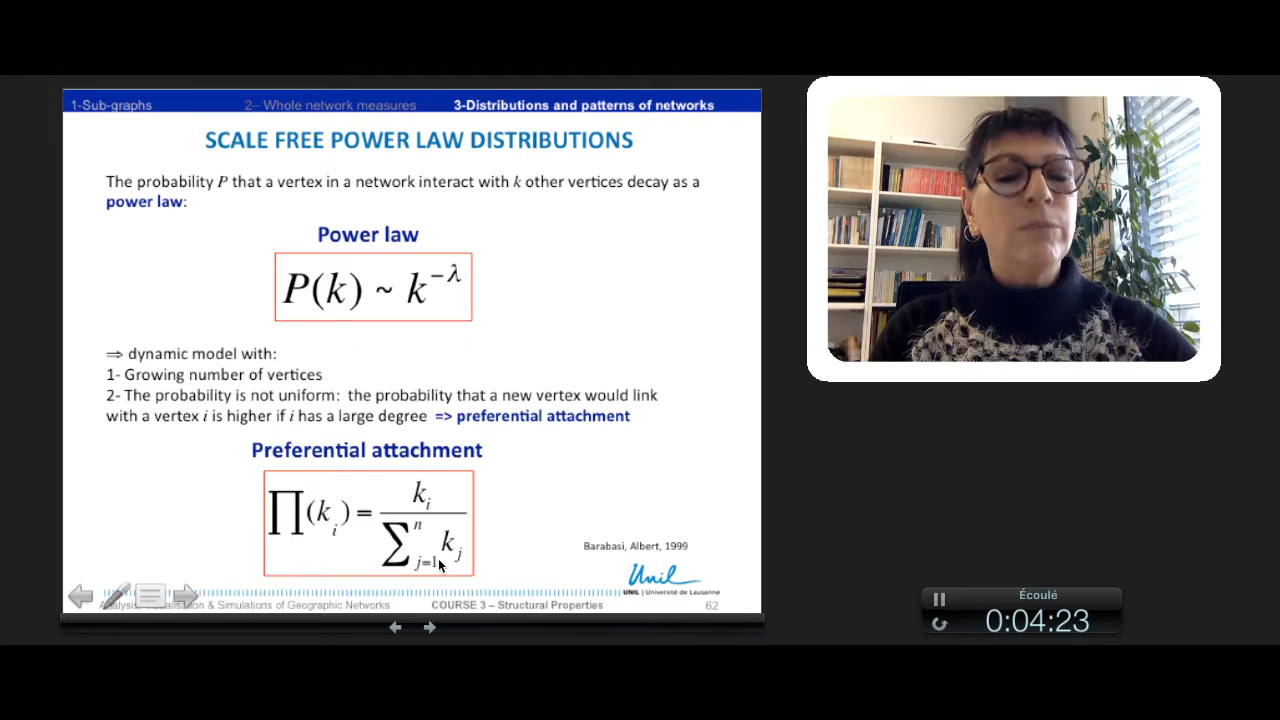 1-Sub-graphs 2– Whole network measures 3-Distributions and patterns of networks
SCALE FREE POWER LAW DISTRIBUTIONS
The probability P that a vertex in a network interact with k other vertices decay as a
power law:
Power law
P(k) ~ k^{-λ}
⇒ dynamic model with:
1- Growing number of vertices
2- The probability is not uniform: the probability that a new vertex would link
with a vertex i is higher if i has a large degree => preferential attachment
Preferential attachment
∏(k_i) = k_i / ∑_{j=1}^{n} k_j
Barabasi, Albert, 1999
Unil
UNIL | Université de Lausanne
& Simulations of Geographic Networks COURSE 3 – Structural Properties 62
Écoulé
0:04:23